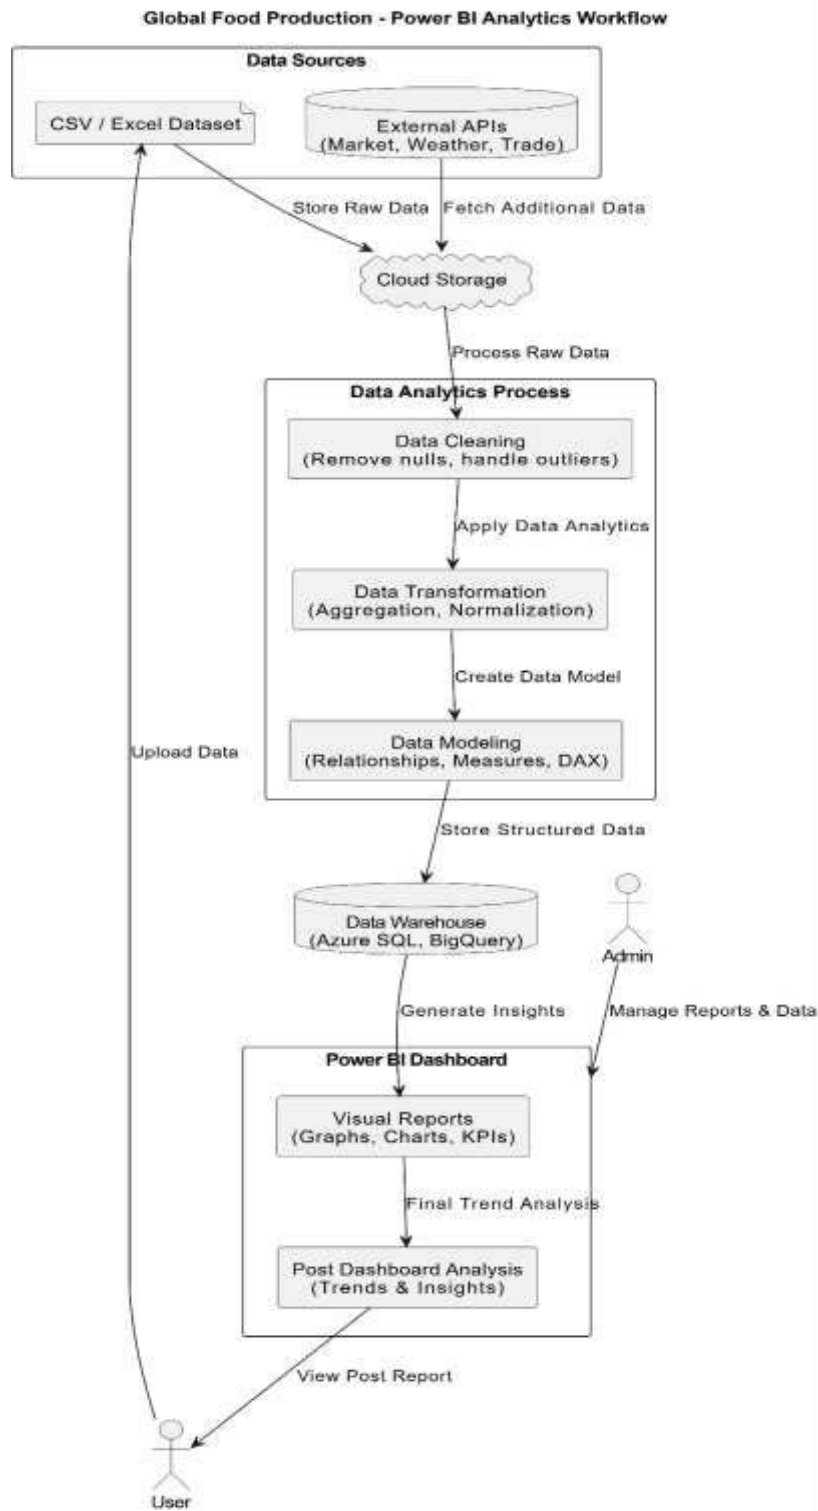 Global Food Production - Power BI Analytics Workflow
Data Sources
CSV / Excel Dataset
External APIs
(Market, Weather, Trade)
Store Raw Data
Fetch Additional Data
Cloud Storage
Process Raw Data
Data Analytics Process
Data Cleaning
(Remove nulls, handle outliers)
Apply Data Analytics
Data Transformation
(Aggregation, Normalization)
Create Data Model
Upload Data
Data Modeling
(Relationships, Measures, DAX)
Store Structured Data
Data Warehouse
(Azure SQL, BigQuery)
Admin
Generate Insights
Manage Reports & Data
Power BI Dashboard
Visual Reports
(Graphs, Charts, KPIs)
Final Trend Analysis
Post Dashboard Analysis
(Trends & Insights)
View Post Report
User